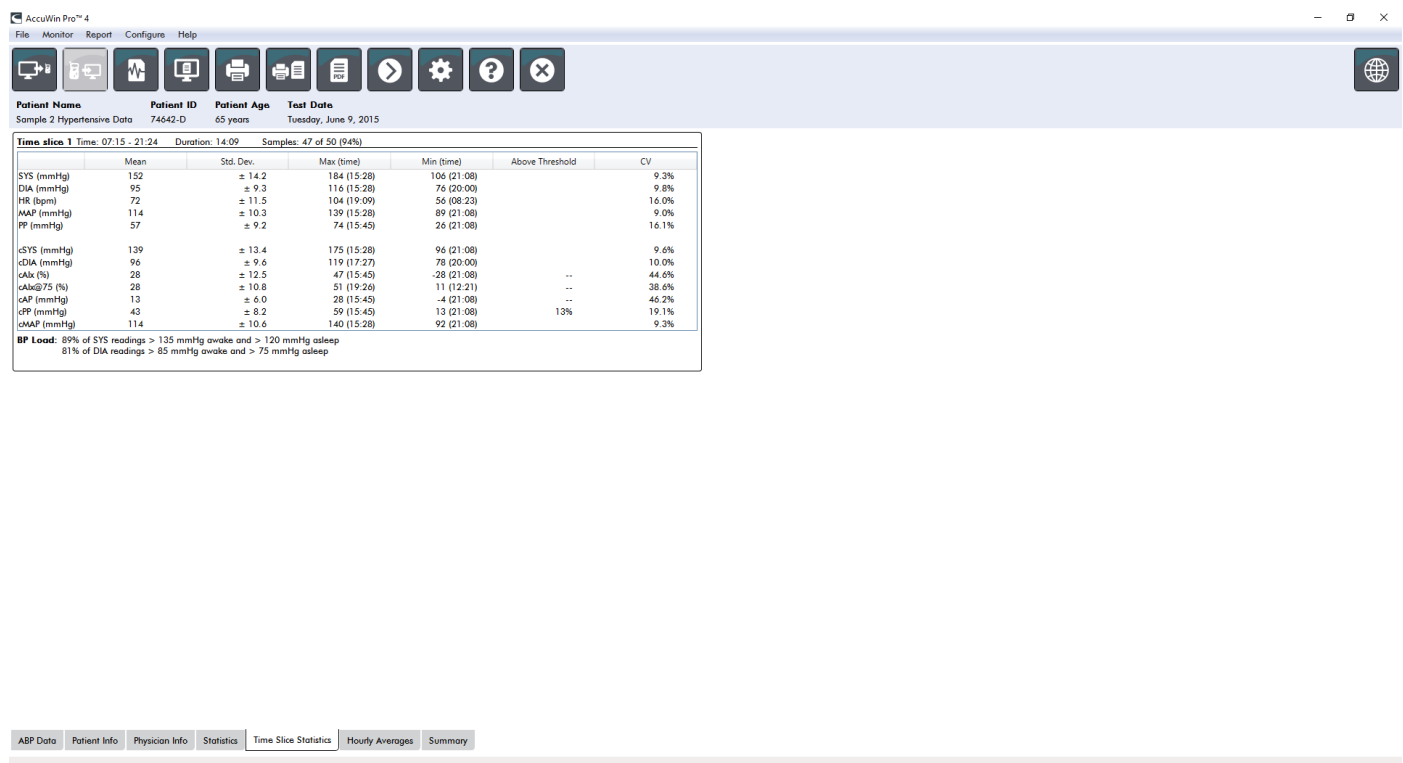 AccuWin Pro™ 4
File Monitor Report Configure Help
PDF
Patient Name Patient ID Patient Age Test Date
Sample 2 Hypertensive Data 74642-D 65 years Tuesday, June 9, 2015
Time slice 1 Time: 07:15 - 21:24 Duration: 14:09 Samples: 47 of 50 (94%)
Mean Std. Dev. Max (time) Min (time) Above Threshold CV
SYS (mmHg) 152 ± 14.2 184 (15:28) 106 (21:08) 9.3%
DIA (mmHg) 95 ± 9.3 116 (15:28) 76 (20:00) 9.8%
HR (bpm) 72 ± 11.5 104 (19:09) 56 (08:23) 16.0%
MAP (mmHg) 114 ± 10.3 139 (15:28) 89 (21:08) 9.0%
PP (mmHg) 57 ± 9.2 74 (15:45) 26 (21:08) 16.1%
cSYS (mmHg) 139 ± 13.4 175 (15:28) 96 (21:08) 9.6%
cDIA (mmHg) 96 ± 9.6 119 (17:27) 78 (20:00) 10.0%
cAIx (%) 28 ± 12.5 47 (15:45) -28 (21:08) -- 44.6%
cAIx@75 (%) 28 ± 10.8 51 (19:26) 11 (12:21) -- 38.6%
cAP (mmHg) 13 ± 6.0 28 (15:45) -4 (21:08) -- 46.2%
cPP (mmHg) 43 ± 8.2 59 (15:45) 13 (21:08) 13% 19.1%
cMAP (mmHg) 114 ± 10.6 140 (15:28) 92 (21:08) 9.3%
BP Load: 89% of SYS readings > 135 mmHg awake and > 120 mmHg asleep
81% of DIA readings > 85 mmHg awake and > 75 mmHg asleep
ABP Data Patient Info Physician Info Statistics Time Slice Statistics Hourly Averages Summary